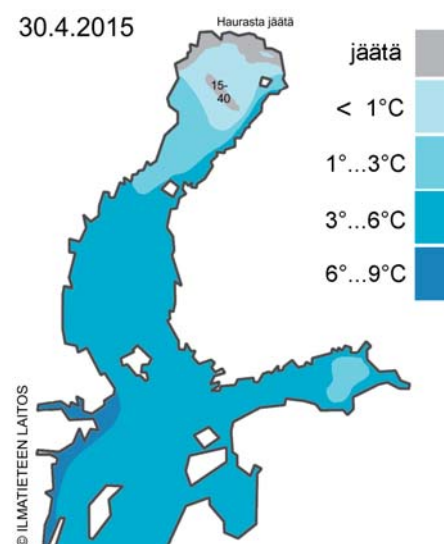 30.4.2015
Haurasta jäätä
15-
40
jäätä
< 1°C
1°...3°C
3°...6°C
6°...9°C
© ILMATIETEEN LAITOS